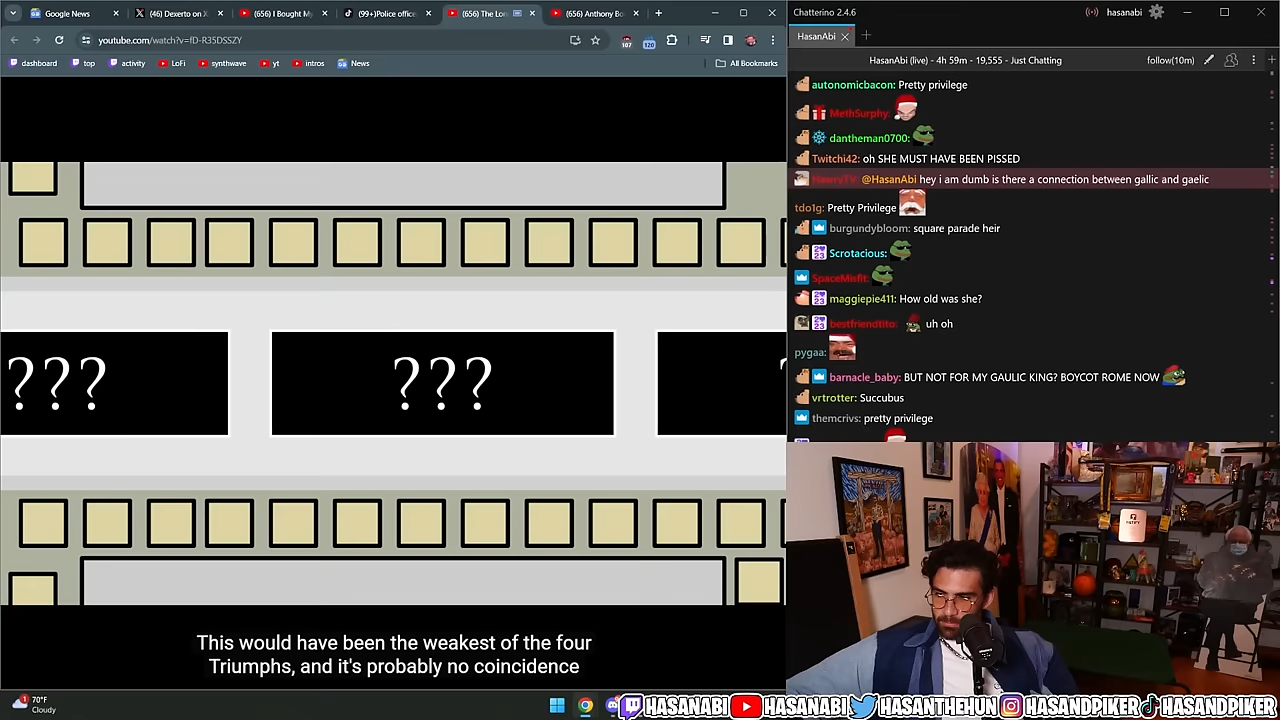 Google News
(46) Dexerto on X
(656) I Bought My
(99+)Police office
(656) The Lor
(656) Anthony Bo
youtube.com/watch?v=fD-R35DSSZY
107
120
dashboard
top
activity
LoFi
synthwave
yt
intros
News
All Bookmarks
???
???
This would have been the weakest of the four
Triumphs, and it's probably no coincidence
70°F
Cloudy
Chatterino 2.4.6
hasanabi
HasanAbi
HasanAbi (live) - 4h 59m - 19,555 - Just Chatting
follow(10m)
autonomicbacon: Pretty privilege
MethSurphy:
dantheman0700:
Twitchi42: oh SHE MUST HAVE BEEN PISSED
@HasanAbi hey i am dumb is there a connection between gallic and gaelic
tdo1g: Pretty Privilege
burgundybloom: square parade heir
Scrotacious:
SpaceMisfit:
maggiepie411: How old was she?
bestfriendtito: uh oh
pygaa:
barnacle_baby: BUT NOT FOR MY GAULIC KING? BOYCOT ROME NOW
vrtrotter: Succubus
themcrivs: pretty privilege
HASANABI
HASANABI
HASANTHEHUN
HASANDPIKER
HASANDPIKER